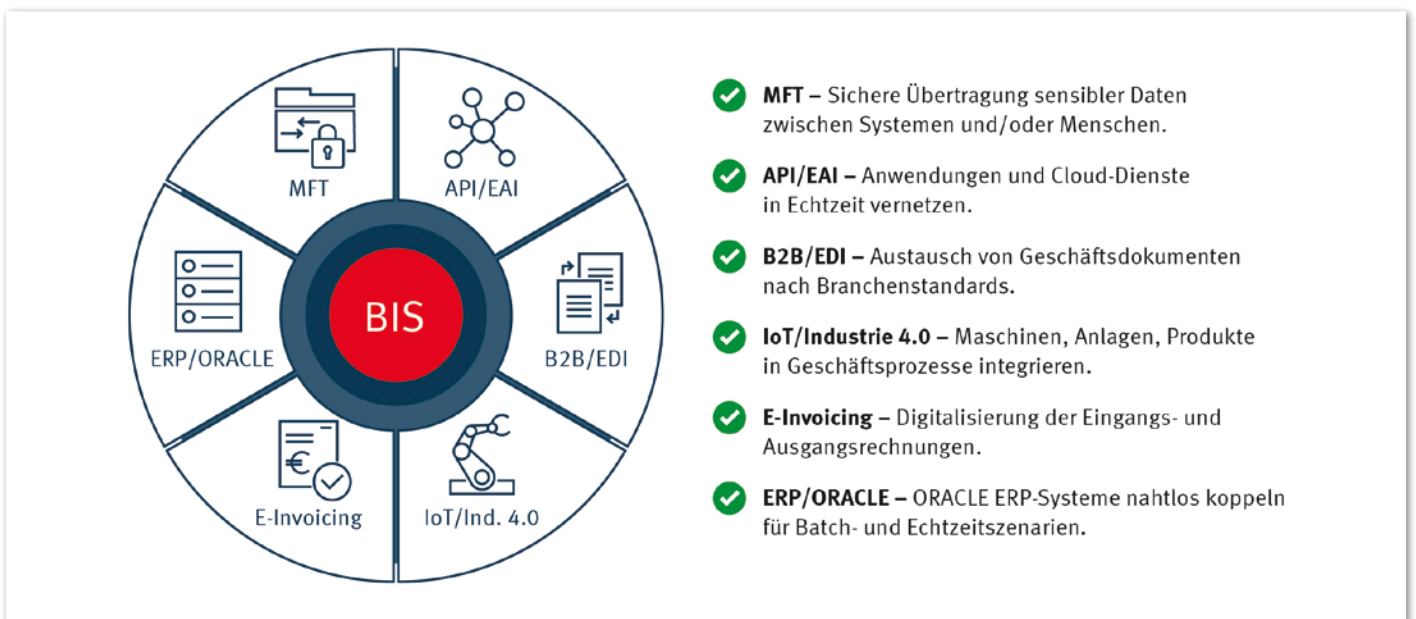 MFT
API/EAI
ERP/ORACLE
BIS
B2B/EDI
E-Invoicing
IoT/Ind. 4.0
MFT – Sichere Übertragung sensibler Daten
zwischen Systemen und/oder Menschen.
API/EAI – Anwendungen und Cloud-Dienste
in Echtzeit vernetzen.
B2B/EDI – Austausch von Geschäftsdokumenten
nach Branchenstandards.
IoT/Industrie 4.0 – Maschinen, Anlagen, Produkte
in Geschäftsprozesse integrieren.
E-Invoicing – Digitalisierung der Eingangs- und
Ausgangsrechnungen.
ERP/ORACLE – ORACLE ERP-Systeme nahtlos koppeln
für Batch- und Echtzeitszenarien.